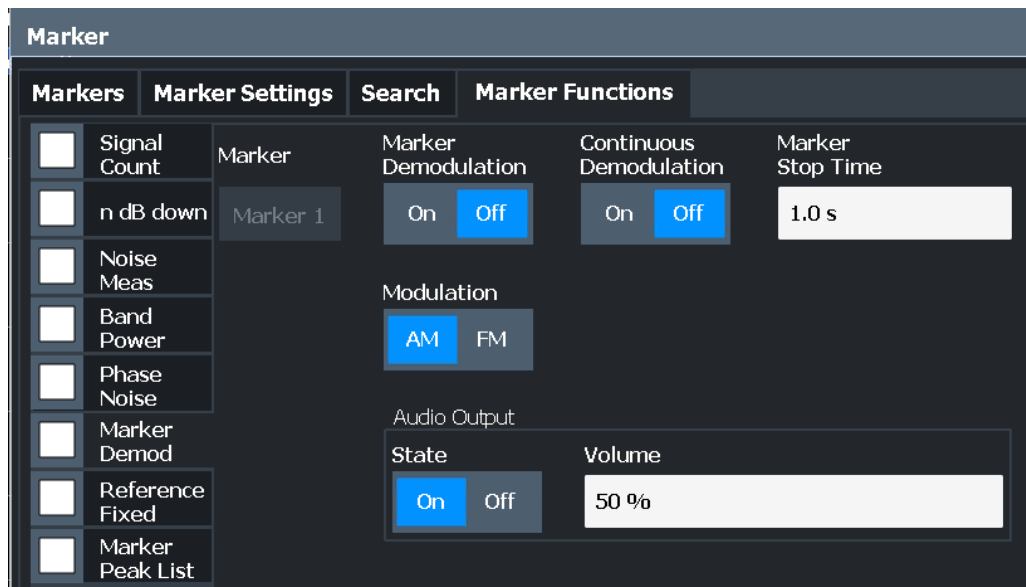 Marker
Markers
Marker Settings
Search
Marker Functions
Signal
Count
n dB down
Noise
Meas
Band
Power
Phase
Noise
Marker
Demod
Reference
Fixed
Marker
Peak List
Marker
Marker 1
Marker
Demodulation
On
Off
Continuous
Demodulation
On
Off
Marker
Stop Time
1.0 s
Modulation
AM
FM
Audio Output
State
On
Off
Volume
50 %